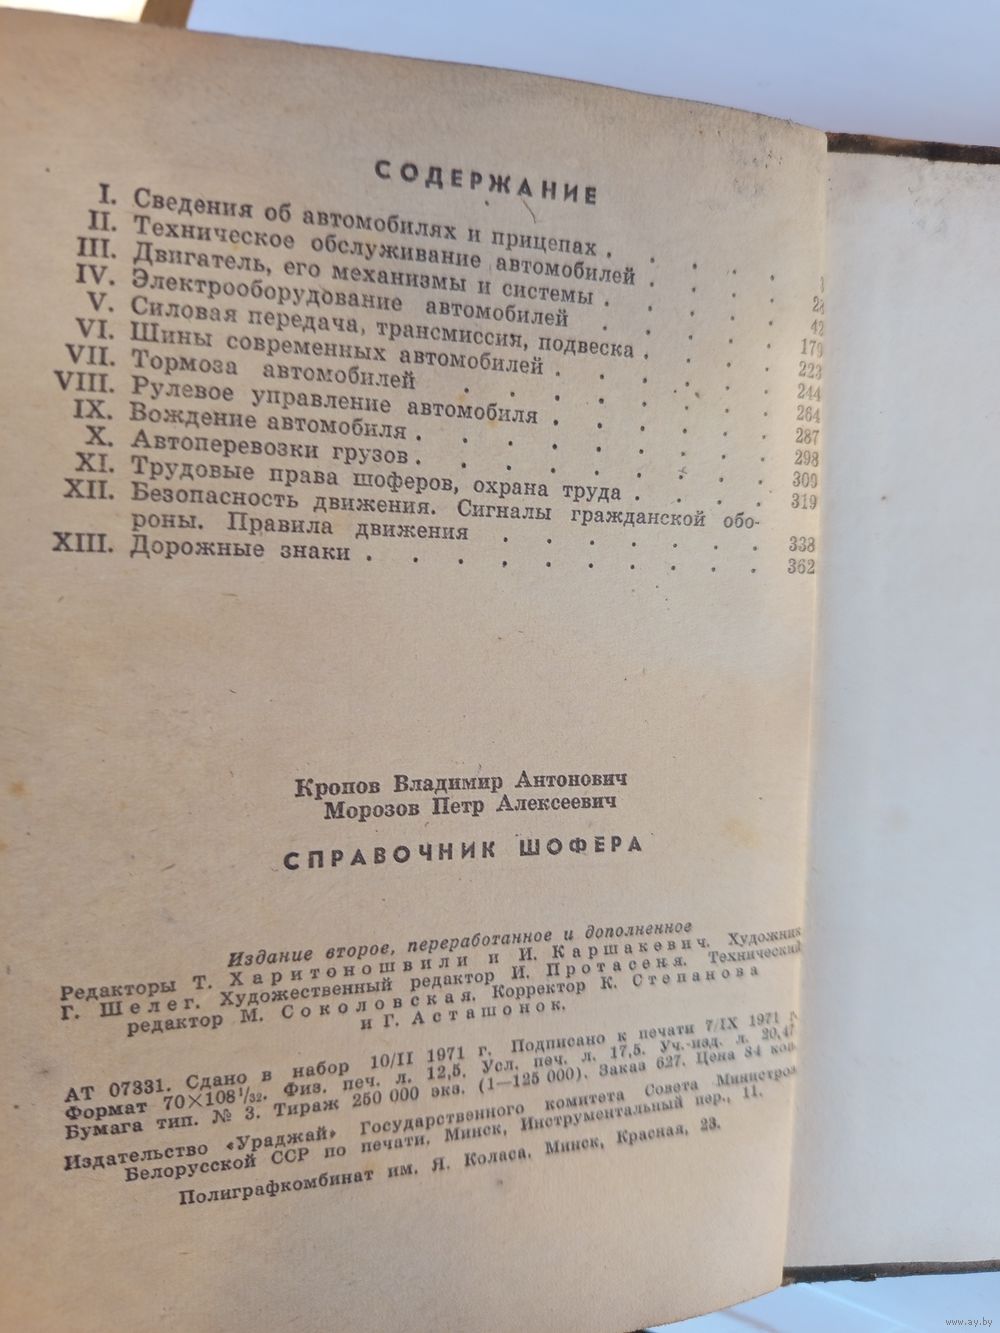 СОДЕРЖАНИЕ
I. Сведения об автомобилях и прицепах . . . . .
II. Техническое обслуживание автомобилей . . . . 28
III. Двигатель, его механизмы и системы . . . . . 42
IV. Электрооборудование автомобилей . . . . . 179
V. Силовая передача, трансмиссия, подвеска . . . . 223
VI. Шины современных автомобилей . . . . . . 244
VII. Тормоза автомобилей . . . . . . . . 264
VIII. Рулевое управление автомобиля . . . . . . 287
IX. Вождение автомобиля . . . . . . . . . 298
X. Автоперевозки грузов . . . . . . . . . 309
XI. Трудовые права шоферов, охрана труда . . . . 319
XII. Безопасность движения. Сигналы гражданской обо-
роны. Правила движения . . . . . . . 338
XIII. Дорожные знаки . . . . . . . . . . 362
Кропов Владимир Антонович
Морозов Петр Алексеевич
СПРАВОЧНИК ШОФЕРА
Издание второе, переработанное и дополненное
Редакторы Т. Харитоношвили и И. Каршакевич. Художник
Г. Шелег. Художественный редактор И. Протасеня. Технический
редактор М. Соколовская. Корректор К. Степанова
и Г. Асташонок.
АТ 07331. Сдано в набор 10/II 1971 г. Подписано к печати 7/IX 1971 г.
Формат 70×108 1/32. Физ. печ. л. 12,5. Усл. печ. л. 17,5. Уч.-изд. л. 20,47
Бумага тип. № 3. Тираж 250 000 экз. (1—125 000). Заказ 627. Цена 84 коп.
Издательство «Ураджай» Государственного комитета Совета Министров
Белорусской ССР по печати, Минск, Инструментальный пер., 11.
Полиграфкомбинат им. Я. Коласа, Минск, Красная, 23.
www.ay.by